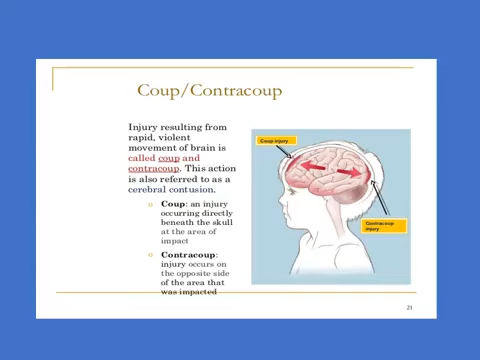 Coup/Contracoup
Injury resulting from
rapid, violent
movement of brain is
called coup and
contracoup. This action
is also referred to as a
cerebral contusion.
o Coup: an injury
occurring directly
beneath the skull
at the area of
impact
o Contracoup:
injury occurs on
the opposite side
of the area that
was impacted
Coup injury
Contracoup
injury
21